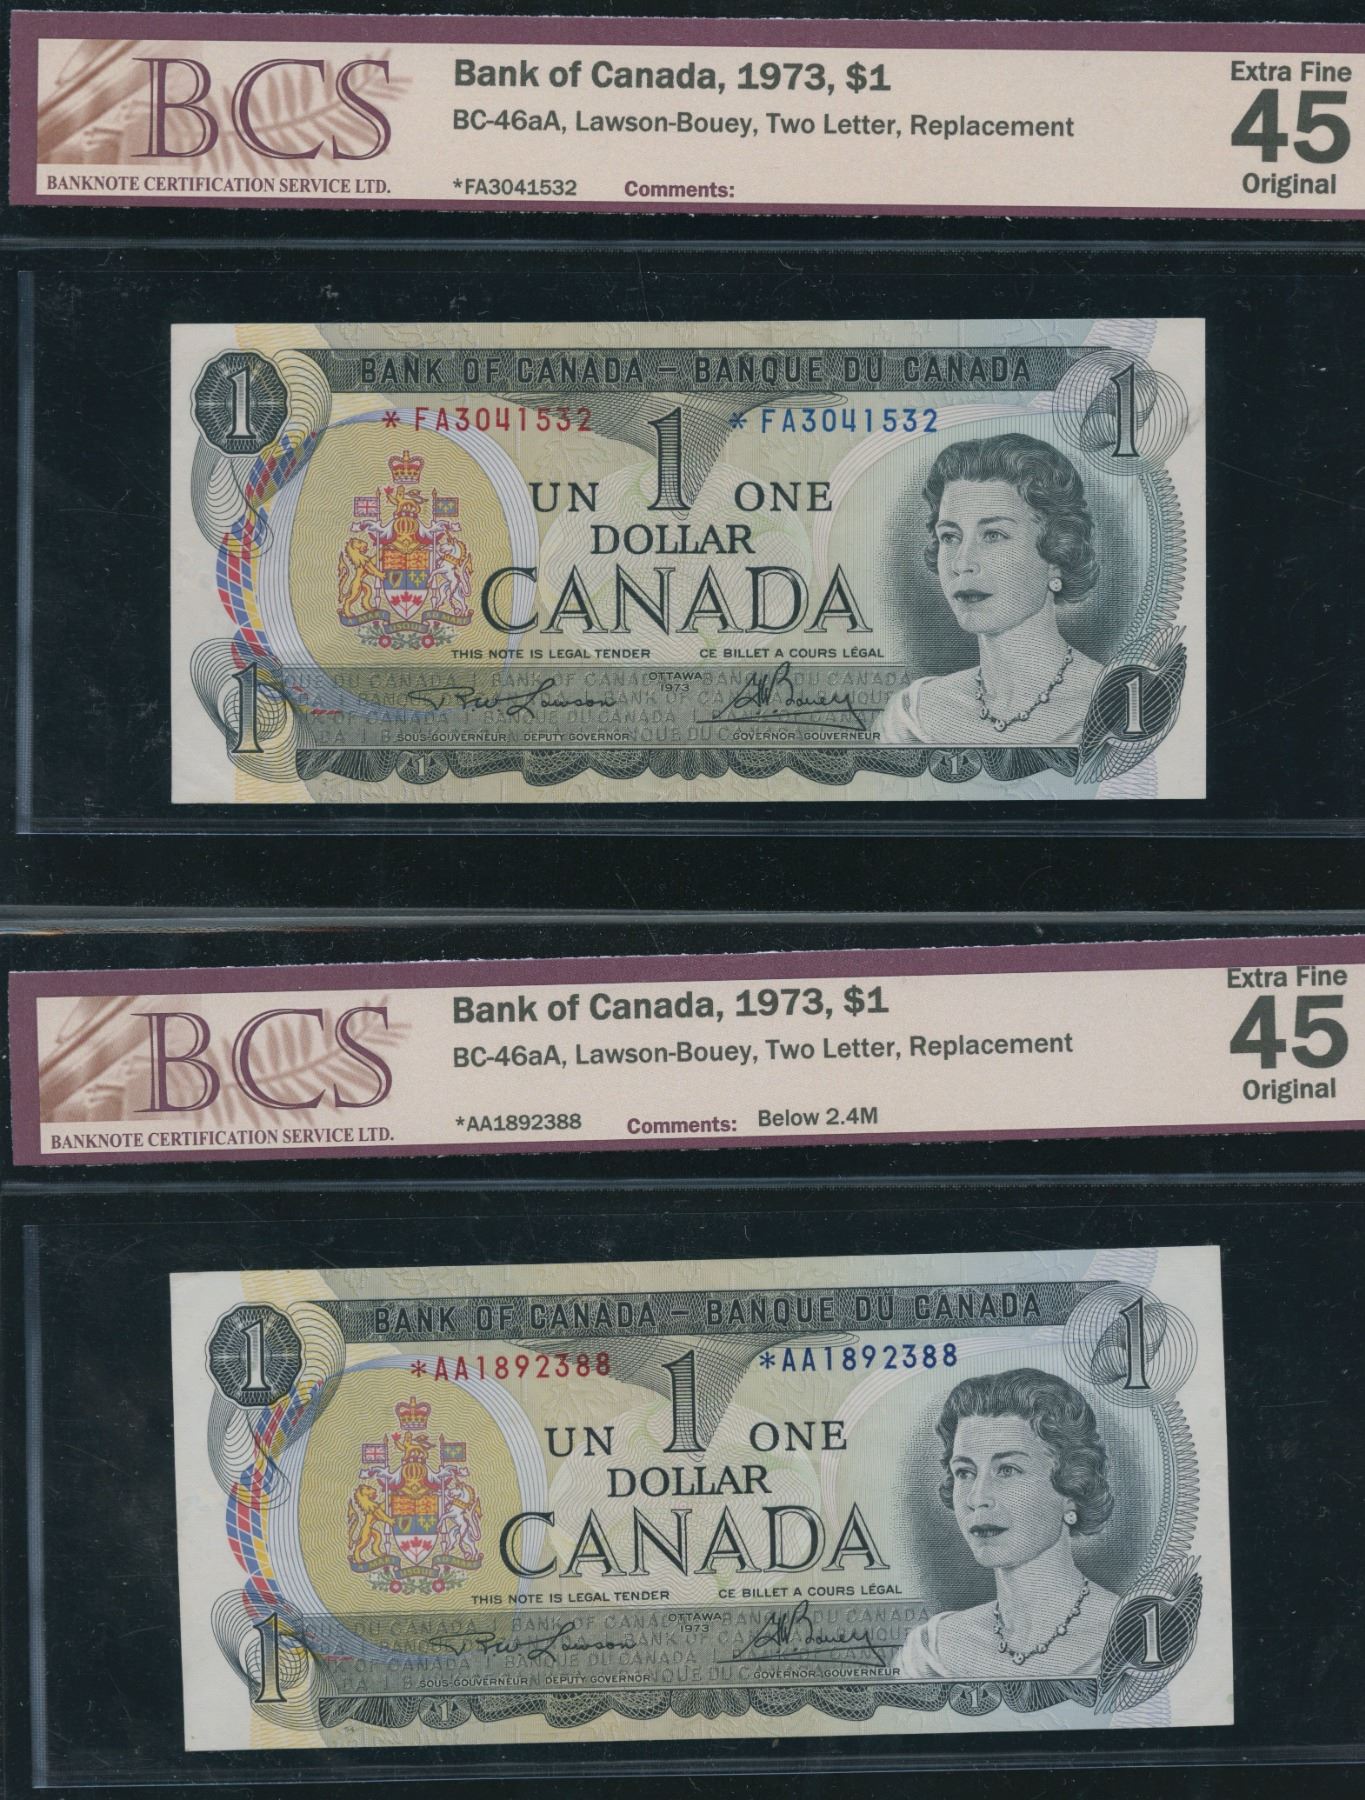 BCS
BANKNOTE CERTIFICATION SERVICE LTD.
Bank of Canada, 1973, $1
BC-46aA, Lawson-Bouey, Two Letter, Replacement
*FA3041532 Comments:
Extra Fine
45
Original
1 BANK OF CANADA – BANQUE DU CANADA 1
*FA3041532 1 *FA3041532
UN ONE
DOLLAR
CANADA
THIS NOTE IS LEGAL TENDER CE BILLET A COURS LÉGAL
OTTAWA
1973
SOUS-GOUVERNEUR DEPUTY GOVERNOR GOVERNOR-GOUVERNEUR
1 1 1 1
BCS
BANKNOTE CERTIFICATION SERVICE LTD.
Bank of Canada, 1973, $1
BC-46aA, Lawson-Bouey, Two Letter, Replacement
*AA1892388 Comments: Below 2.4M
Extra Fine
45
Original
1 BANK OF CANADA – BANQUE DU CANADA 1
*AA1892388 1 *AA1892388
UN ONE
DOLLAR
CANADA
THIS NOTE IS LEGAL TENDER CE BILLET A COURS LÉGAL
OTTAWA
1973
SOUS-GOUVERNEUR DEPUTY GOVERNOR GOVERNOR-GOUVERNEUR
1 1 1 1